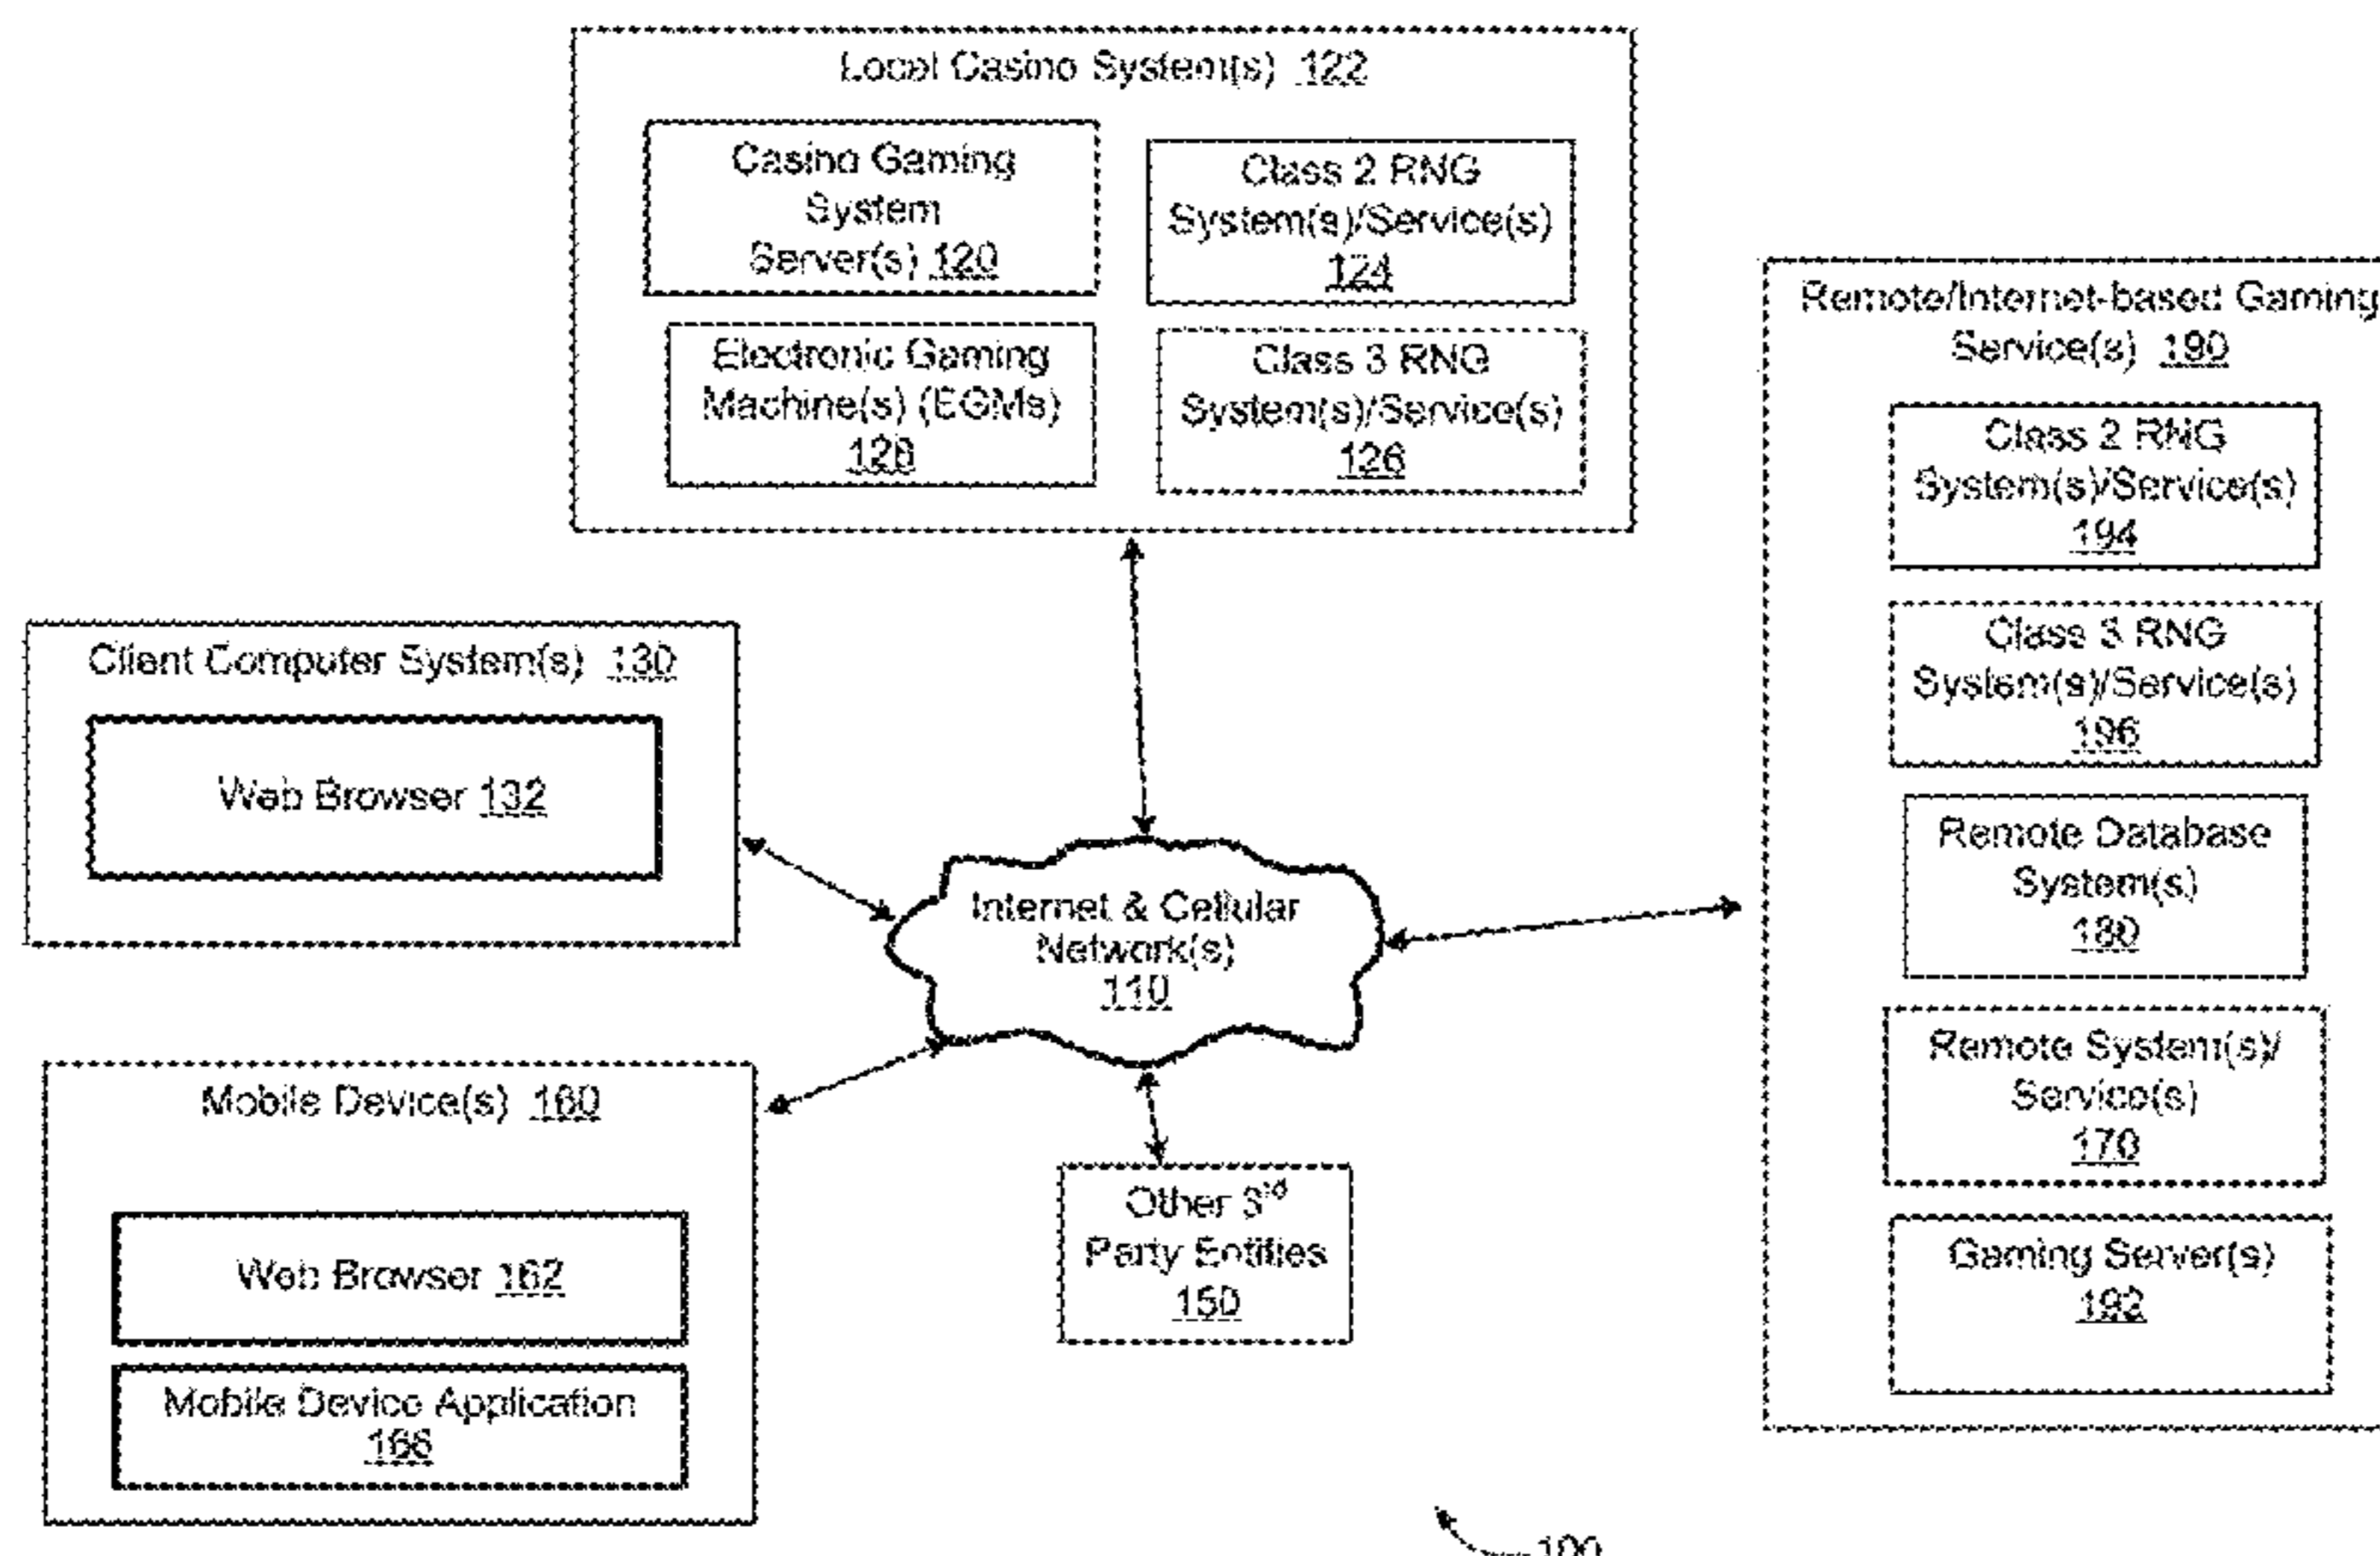 Local Casino System(s) 122
Casino Gaming
System
Server(s) 120
Class 2 RNG
System(s)/Service(s)
124
Electronic Gaming
Machine(s) (EGMs)
128
Class 3 RNG
System(s)/Service(s)
126
Remote/Internet-based Gaming
Service(s) 190
Class 2 RNG
System(s)/Service(s)
194
Class 3 RNG
System(s)/Service(s)
196
Remote Database
System(s)
180
Remote System(s)/
Service(s)
170
Gaming Server(s)
192
Client Computer System(s) 130
Web Browser 132
Internet & Cellular
Network(s)
110
Mobile Device(s) 160
Web Browser 162
Mobile Device Application
166
Other 3rd
Party Entities
150
100